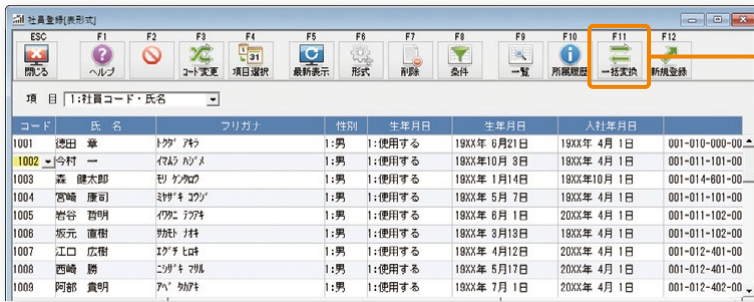 社員登録[表形式]
ESC F1 F2 F3 F4 F5 F6 F7 F8 F9 F10 F11 F12
閉じる ヘルプ コード変更 項目選択 最新表示 形式 削除 条件 一覧 所属履歴 一括変換 新規登録
項 目 1:社員コード・氏名
コード 氏 名 フリガナ 性別 生年月日 生年月日 入社年月日
1001 徳田 章 トクダ アキラ 1:男 1:使用する 19XX年 6月21日 19XX年 4月 1日 001-010-000-00
1002 今村 一 イマムラ ハジメ 1:男 1:使用する 19XX年10月 3日 19XX年 4月 1日 001-011-101-00
1003 森 健太郎 モリ ケンタロウ 1:男 1:使用する 19XX年 1月14日 19XX年10月 1日 001-014-601-00
1004 宮崎 康司 ミヤザキ コウジ 1:男 1:使用する 19XX年 5月 7日 19XX年 4月 1日 001-011-101-00
1005 岩谷 哲明 イワタニ テツアキ 1:男 1:使用する 19XX年 6月 1日 20XX年 4月 1日 001-011-102-00
1006 坂元 直樹 サカモト ナオキ 1:男 1:使用する 19XX年 3月13日 19XX年 4月 1日 001-011-102-00
1007 江口 広樹 エグチ ヒロキ 1:男 1:使用する 19XX年 4月12日 20XX年 4月 1日 001-012-401-00
1008 西崎 勝 ニシザキ マサル 1:男 1:使用する 19XX年 5月17日 20XX年 4月 1日 001-012-401-00
1009 阿部 貴明 アベ タカアキ 1:男 1:使用する 19XX年 7月 1日 20XX年 4月 1日 001-012-402-00